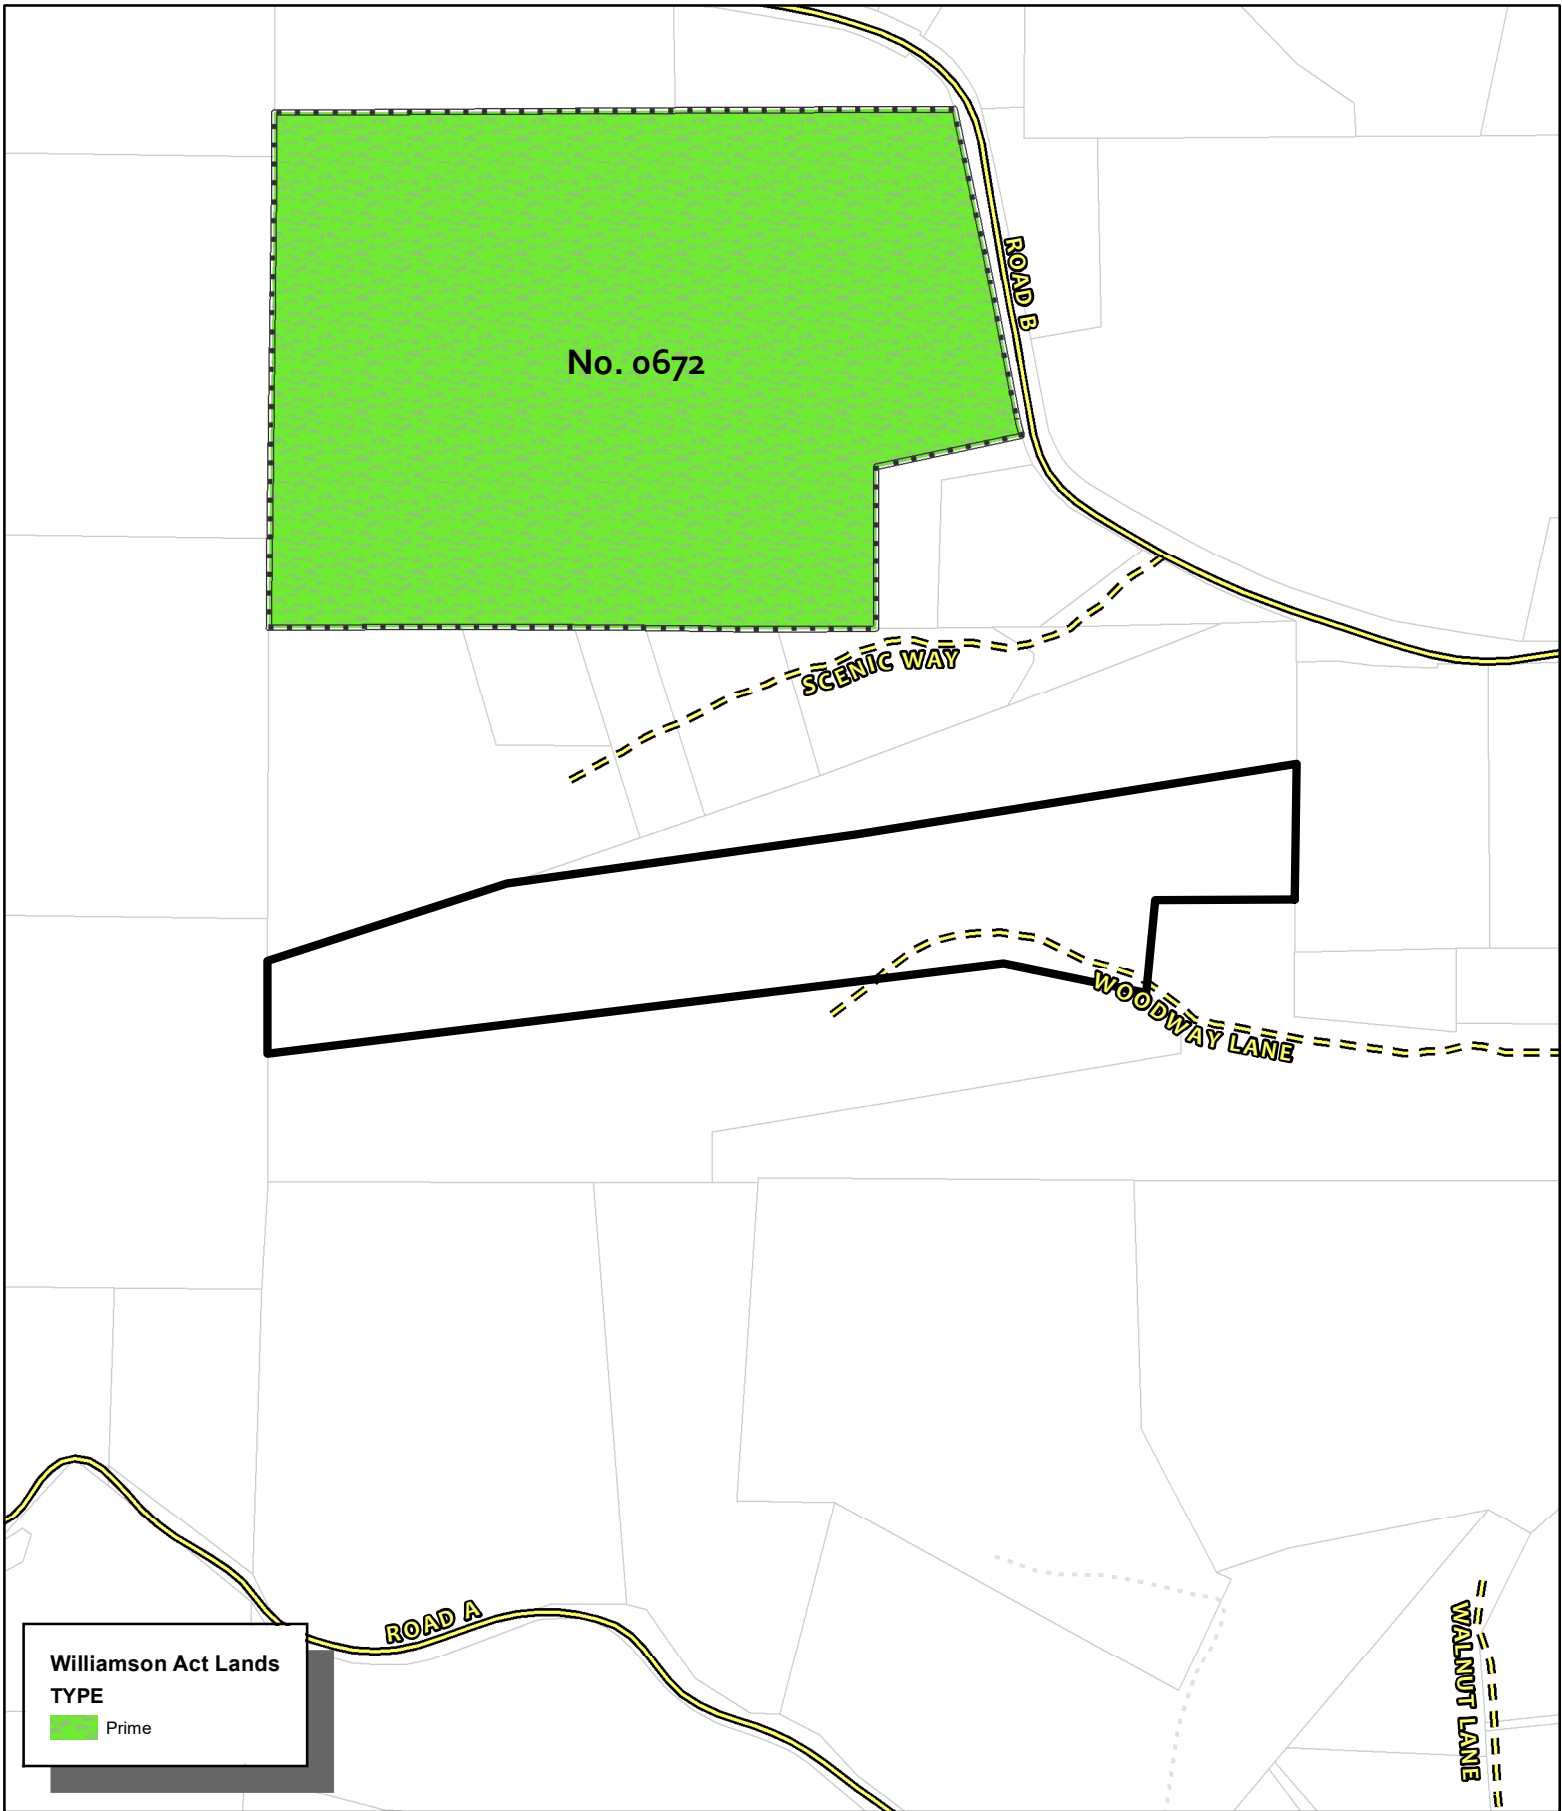 ROAD B
No. 0672
SCENIC WAY
WOODWAY LANE
ROAD A
WALNUT LANE
Williamson Act Lands
TYPE
Prime